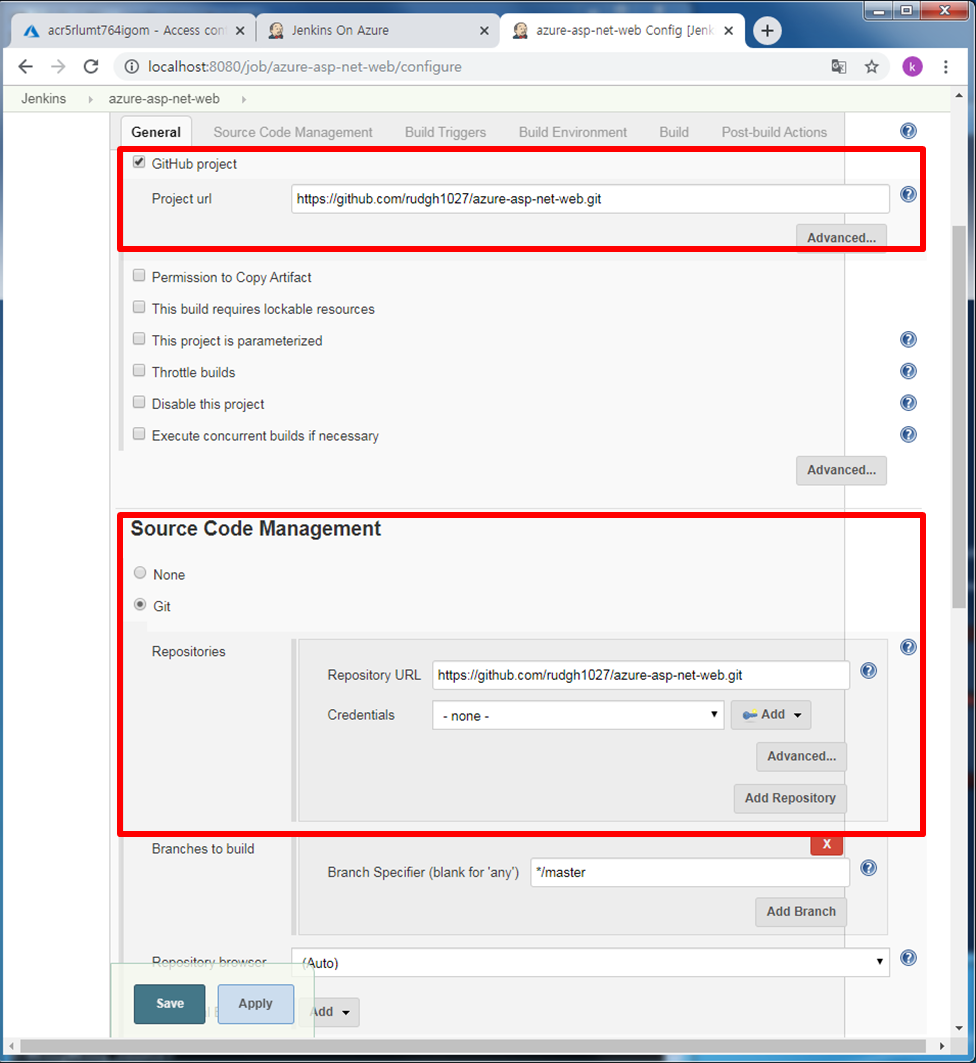 acr5rlumt764igom - Access con
Jenkins On Azure
azure-asp-net-web Config [Jenk
localhost:8080/job/azure-asp-net-web/configure
k
Jenkins
azure-asp-net-web
General
Source Code Management
Build Triggers
Build Environment
Build
Post-build Actions
GitHub project
Project url
https://github.com/rudgh1027/azure-asp-net-web.git
Advanced...
Permission to Copy Artifact
This build requires lockable resources
This project is parameterized
Throttle builds
Disable this project
Execute concurrent builds if necessary
Advanced...
Source Code Management
None
Git
Repositories
Repository URL
https://github.com/rudgh1027/azure-asp-net-web.git
Credentials
- none -
Add
Advanced...
Add Repository
Branches to build
X
Branch Specifier (blank for 'any')
*/master
Add Branch
Repository browser
(Auto)
Save
Apply
Add